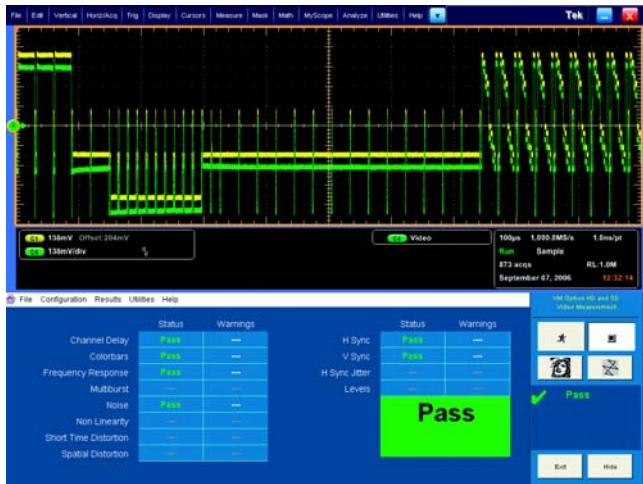 File Edit Vertical Horiz/Acq Trig Display Cursors Measure Mask Math MyScope Analyze Utilities Help Tek
C1 138mV Offset:204mV
C4 138mV/div
C4 Video
100µs 1,000.0MS/s 1.0ns/pt
Run Sample
873 acqs RL:1.0M
September 07, 2006 12:32:14
File Configuration Results Utilities Help
VM Option HD and SD
Video Measurement
Status Warnings Status Warnings
Channel Delay Pass --- H Sync Pass ---
Colorbars Pass --- V Sync Pass ---
Frequency Response Pass --- H Sync Jitter --- ---
Multiburst --- --- Levels --- ---
Noise Pass --- Pass
Non Linearity --- ---
Short Time Distortion --- ---
Spatial Distortion --- ---
Pass
Exit Hide